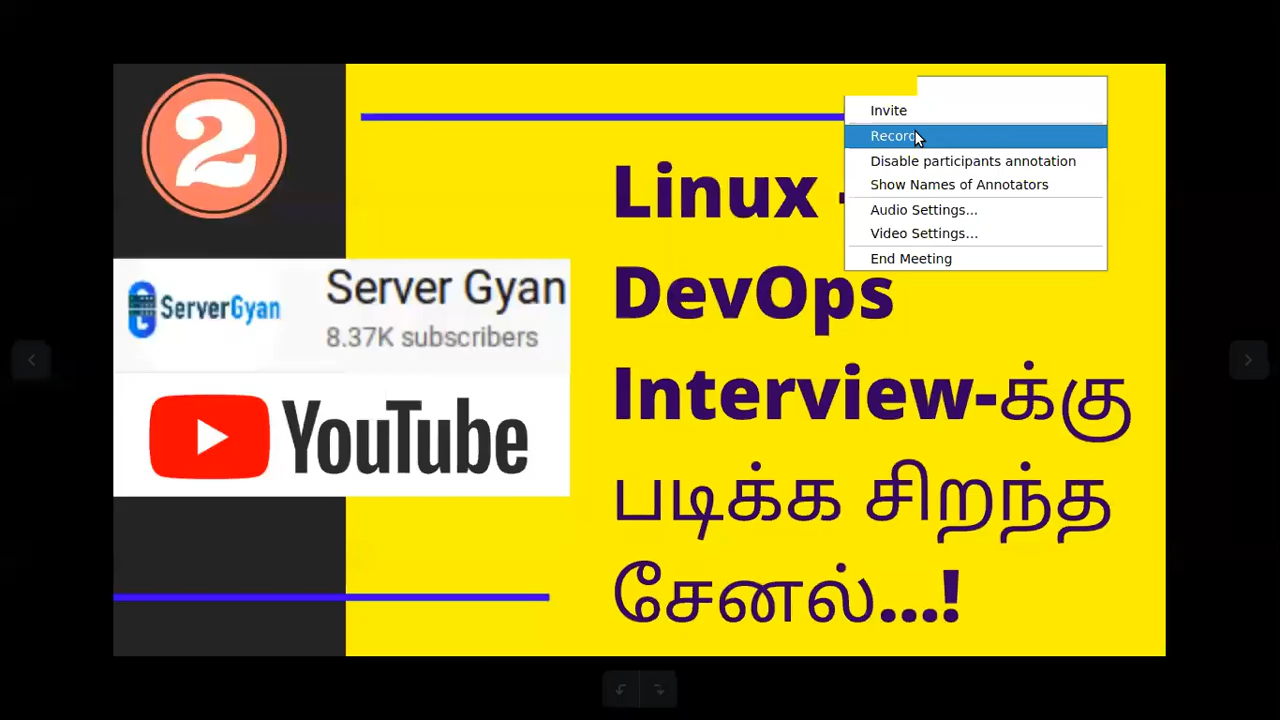 2
Invite
Record
Disable participants annotation
Show Names of Annotators
Audio Settings...
Video Settings...
End Meeting
Linux -
DevOps
Interview-க்கு
படிக்க சிறந்த
சேனல்...!
ServerGyan
Server Gyan
8.37K subscribers
YouTube